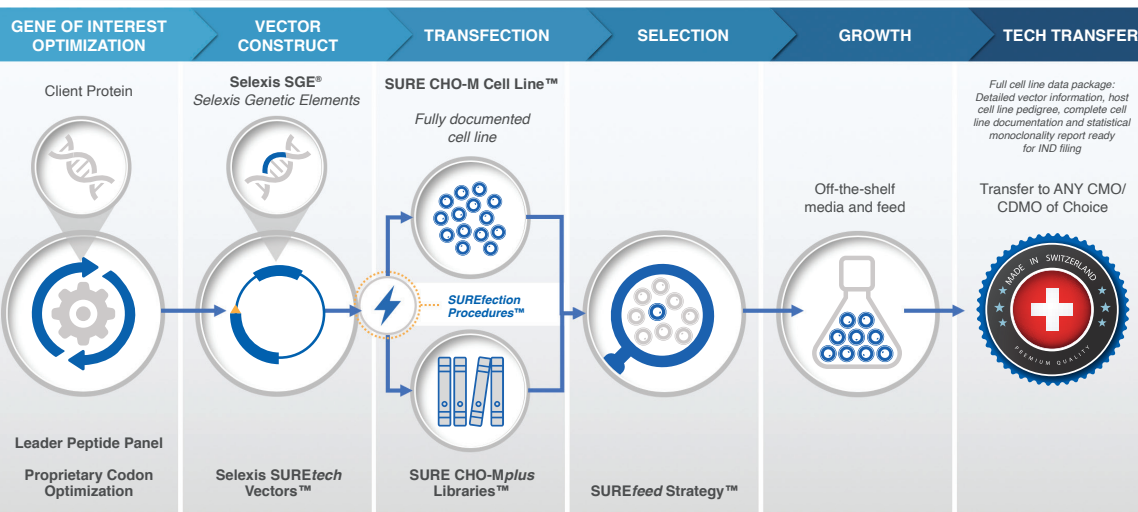 GENE OF INTEREST
OPTIMIZATION
VECTOR
CONSTRUCT
TRANSFECTION
SELECTION
GROWTH
TECH TRANSFER
Client Protein
Leader Peptide Panel
Proprietary Codon
Optimization
Selexis SGE®
Selexis Genetic Elements
Selexis SUREtech
Vectors™
SURE CHO-M Cell Line™
Fully documented
cell line
SUREfection
Procedures™
SURE CHO-Mplus
Libraries™
SUREfeed Strategy™
Off-the-shelf
media and feed
Full cell line data package:
Detailed vector information, host
cell line pedigree, complete cell
line documentation and statistical
monoclonality report ready
for IND filing
Transfer to ANY CMO/
CDMO of Choice
MADE IN SWITZERLAND
PREMIUM QUALITY